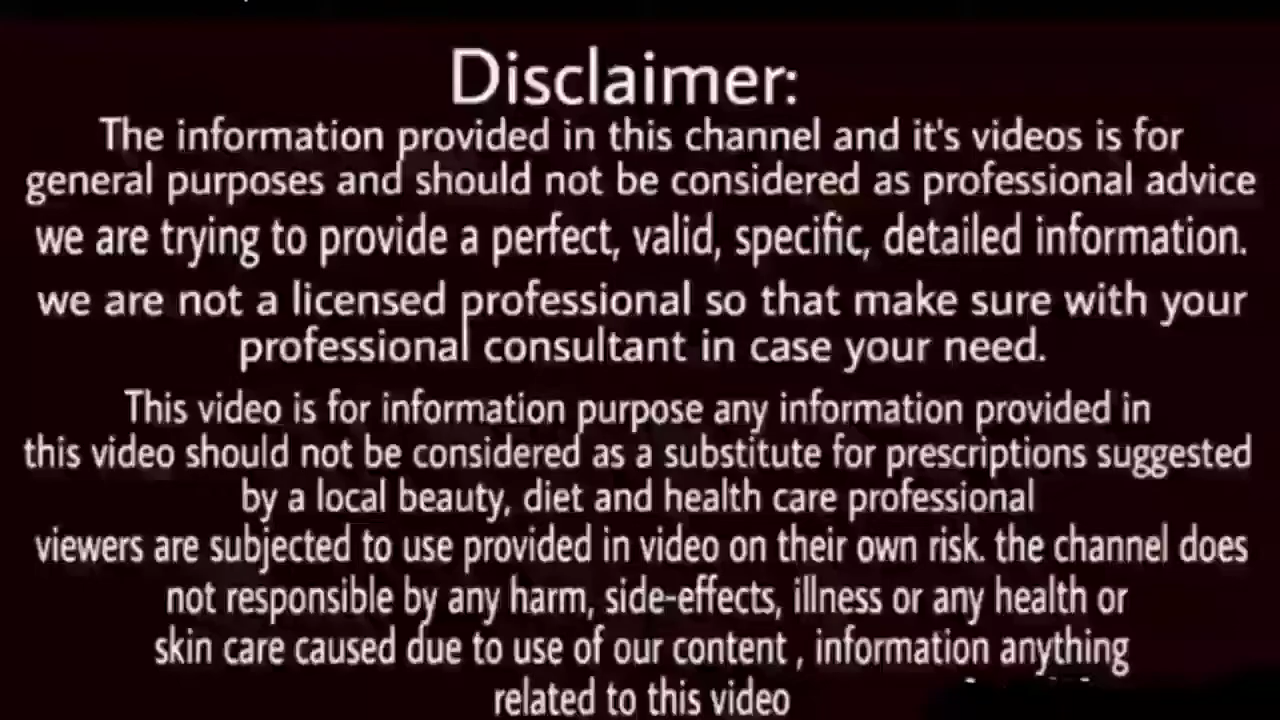 Disclaimer:
The information provided in this channel and it's videos is for
general purposes and should not be considered as professional advice
we are trying to provide a perfect, valid, specific, detailed information.
we are not a licensed professional so that make sure with your
professional consultant in case your need.
This video is for information purpose any information provided in
this video should not be considered as a substitute for prescriptions suggested
by a local beauty, diet and health care professional
viewers are subjected to use provided in video on their own risk. the channel does
not responsible by any harm, side-effects, illness or any health or
skin care caused due to use of our content , information anything
related to this video